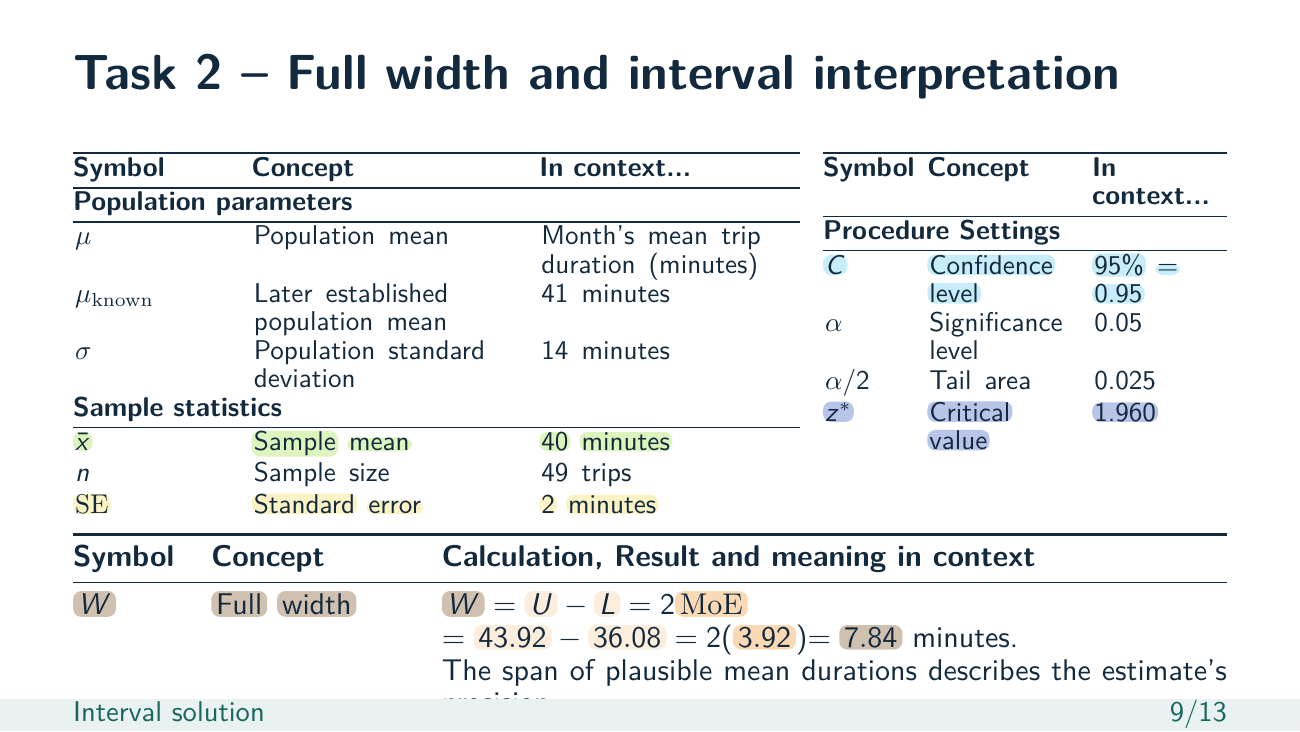 Task 2 – Full width and interval interpretation
Symbol Concept In context...
Population parameters
μ Population mean Month's mean trip
duration (minutes)
μknown Later established 41 minutes
population mean
σ Population standard 14 minutes
deviation
Sample statistics
x̄ Sample mean 40 minutes
n Sample size 49 trips
SE Standard error 2 minutes
Symbol Concept In
context...
Procedure Settings
C Confidence 95% =
level 0.95
α Significance 0.05
level
α/2 Tail area 0.025
z* Critical 1.960
value
Symbol Concept Calculation, Result and meaning in context
W Full width W = U − L = 2MoE
= 43.92 − 36.08 = 2(3.92)= 7.84 minutes.
The span of plausible mean durations describes the estimate's
Interval solution 9/13